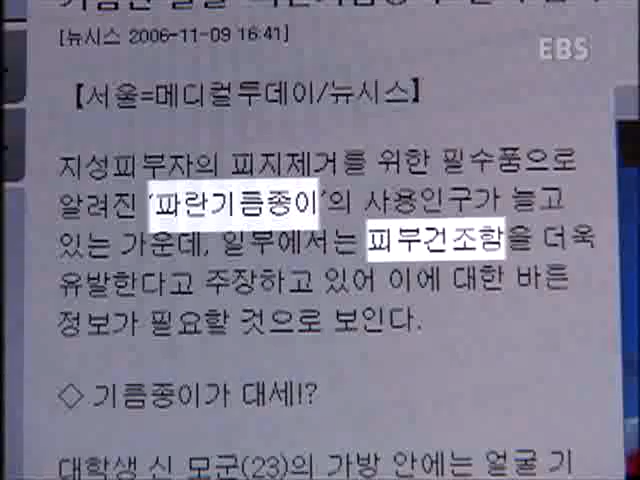 [뉴시스 2006-11-09 16:41]
EBS
【서울=메디컬투데이/뉴시스】
지성피부자의 피지제거를 위한 필수품으로
알려진 '파란기름종이'의 사용인구가 늘고
있는 가운데, 일부에서는 피부건조함을 더욱
유발한다고 주장하고 있어 이에 대한 바른
정보가 필요할 것으로 보인다.
◇ 기름종이가 대세!?
대학생 신 모군(23)의 가방 안에는 얼굴 기